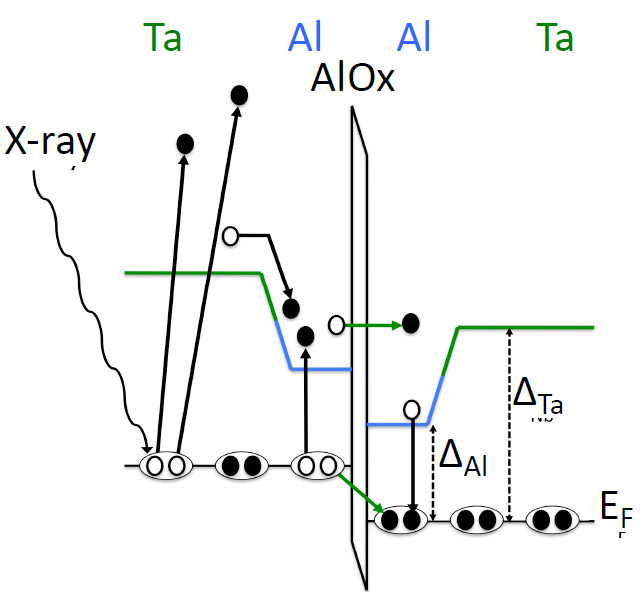 Ta Al Al Ta
AlOx
X-ray
Δ_Ta
Δ_Al
E_F